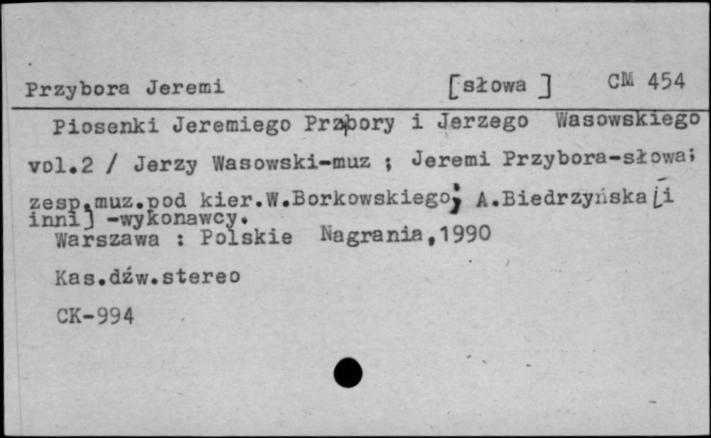 Przybora Jeremi [słowa ] CM 454
Piosenki Jeremiego Przybory i Jerzego Wasowskiego
vol.2 / Jerzy Wasowski-muz ; Jeremi Przybora-słowa;
zesp.muz.pod kier.W.Borkowskiego; A.Biedrzyńska [i
inni] -wykonawcy.
Warszawa : Polskie Nagrania,1990
Kas.dźw.stereo
CK-994